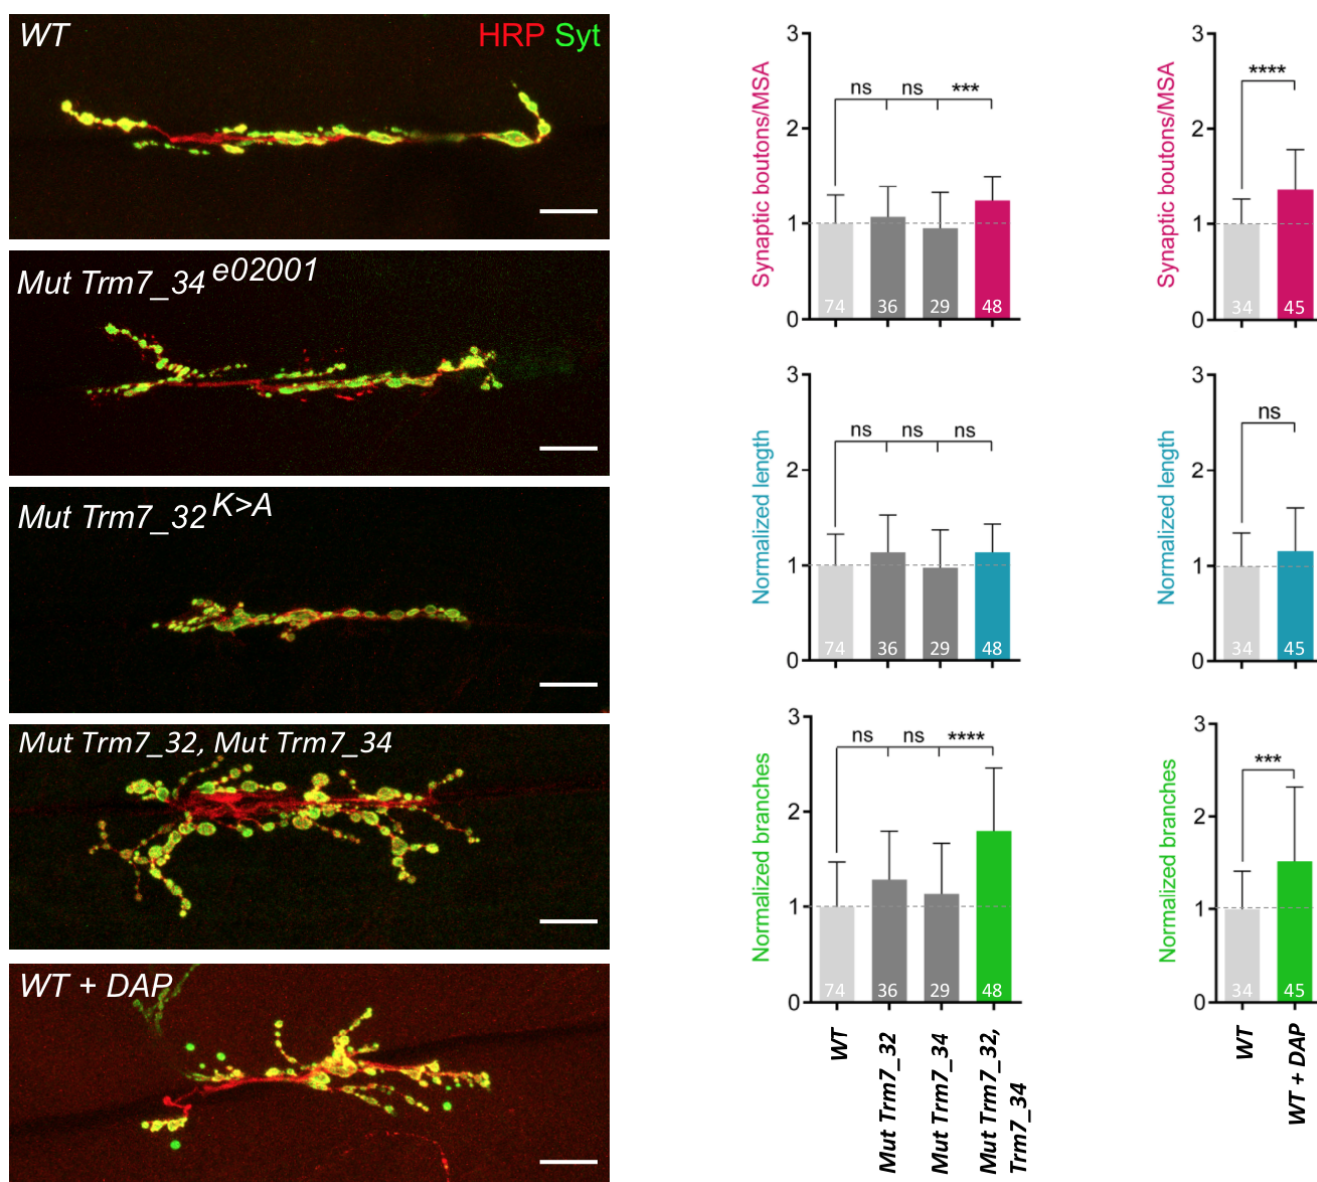 WT HRP Syt
Mut Trm7_34 e02001
Mut Trm7_32 K>A
Mut Trm7_32, Mut Trm7_34
WT + DAP
Synaptic boutons/MSA
3
2
1
0
ns ns ***
74 36 29 48
Synaptic boutons/MSA
3
2
1
0
****
34 45
Normalized length
3
2
1
0
ns ns ns
74 36 29 48
Normalized length
3
2
1
0
ns
34 45
Normalized branches
3
2
1
0
ns ns ****
74 36 29 48
WT
Mut Trm7_32
Mut Trm7_34
Mut Trm7_32,
Trm7_34
Normalized branches
3
2
1
0
***
34 45
WT
WT + DAP